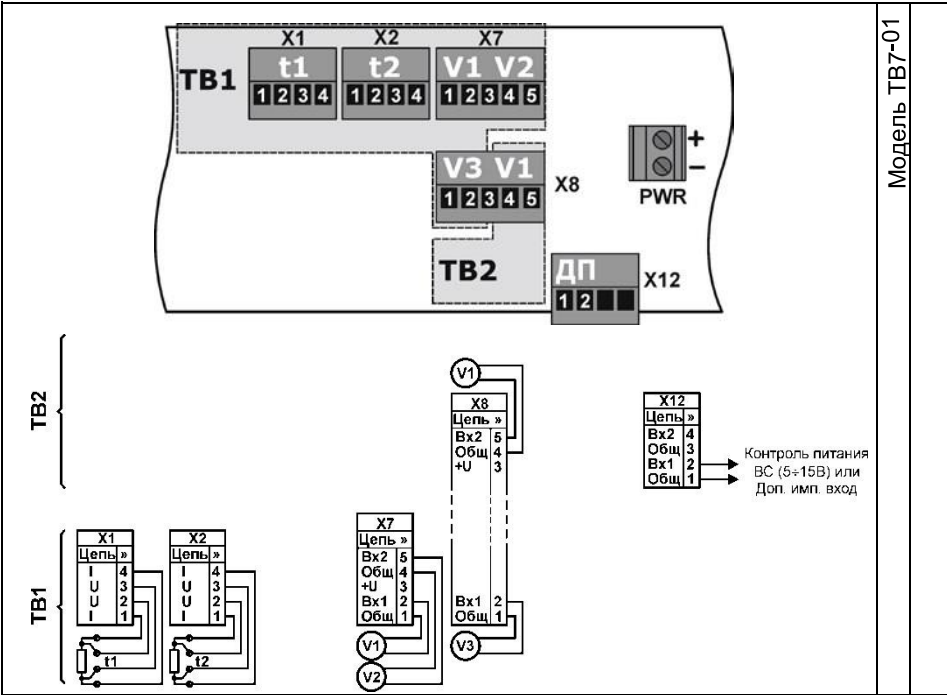 X1 X2 X7
ТВ1
t1 t2 V1 V2
1 2 3 4 1 2 3 4 1 2 3 4 5
V3 V1
1 2 3 4 5
X8
+
–
PWR
ТВ2
ДП
1 2
X12
Модель ТВ7-01
ТВ2
V1
X8
Цепь »
Вх2 5
Общ 4
+U 3
Вх1 2
Общ 1
V3
X12
Цепь »
Вх2 4
Общ 3
Вх1 2
Общ 1
Контроль питания
ВС (5÷15В) или
Доп. имп. вход
ТВ1
X1
Цепь »
I 4
U 3
U 2
I 1
t1
X2
Цепь »
I 4
U 3
U 2
I 1
t2
X7
Цепь »
Вх2 5
Общ 4
+U 3
Вх1 2
Общ 1
V1
V2